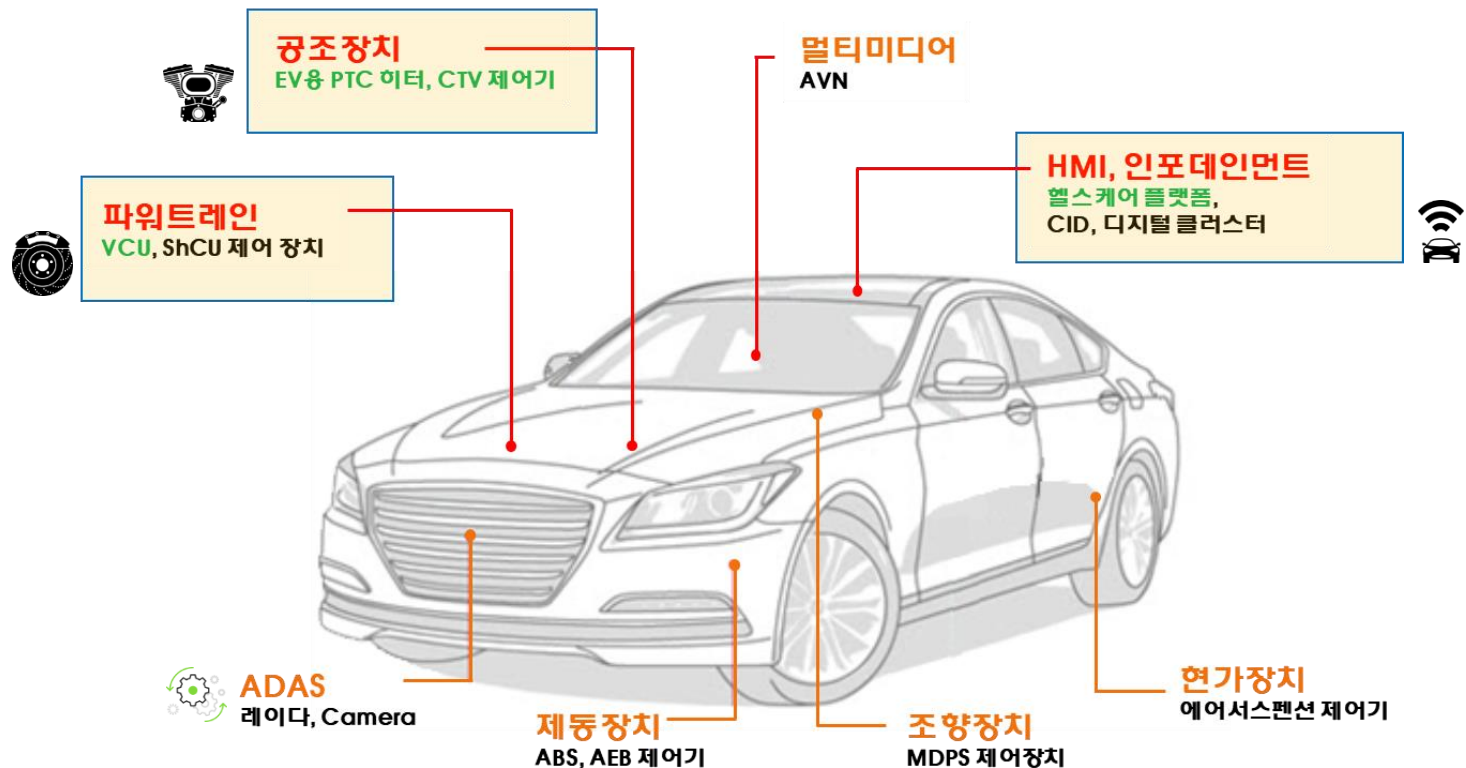 공조장치
EV용 PTC 히터, CTV 제어기
멀티미디어
AVN
HMI, 인포데인먼트
헬스케어 플랫폼,
CID, 디지털 클러스터
파워트레인
VCU, ShCU 제어 장치
ADAS
레이다, Camera
제동장치
ABS, AEB 제어기
조향장치
MDPS 제어장치
현가장치
에어서스펜션 제어기